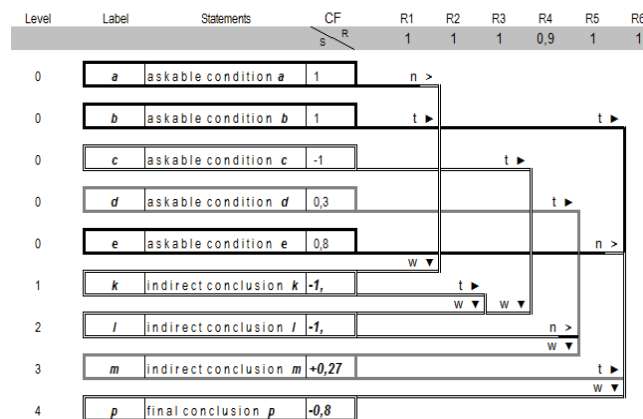 Level Label Statements CF R1 R2 R3 R4 R5 R6
S R 1 1 1 0,9 1 1
0 a askable condition a 1 n >
0 b askable condition b 1 t ► t ►
0 c askable condition c -1 t ►
0 d askable condition d 0,3 t ►
0 e askable condition e 0,8 n >
w ▼
1 k indirect conclusion k -1, t ►
w ▼ w ▼
2 l indirect conclusion l -1, n >
w ▼
3 m indirect conclusion m +0,27 t ►
w ▼
4 p final conclusion p -0,8